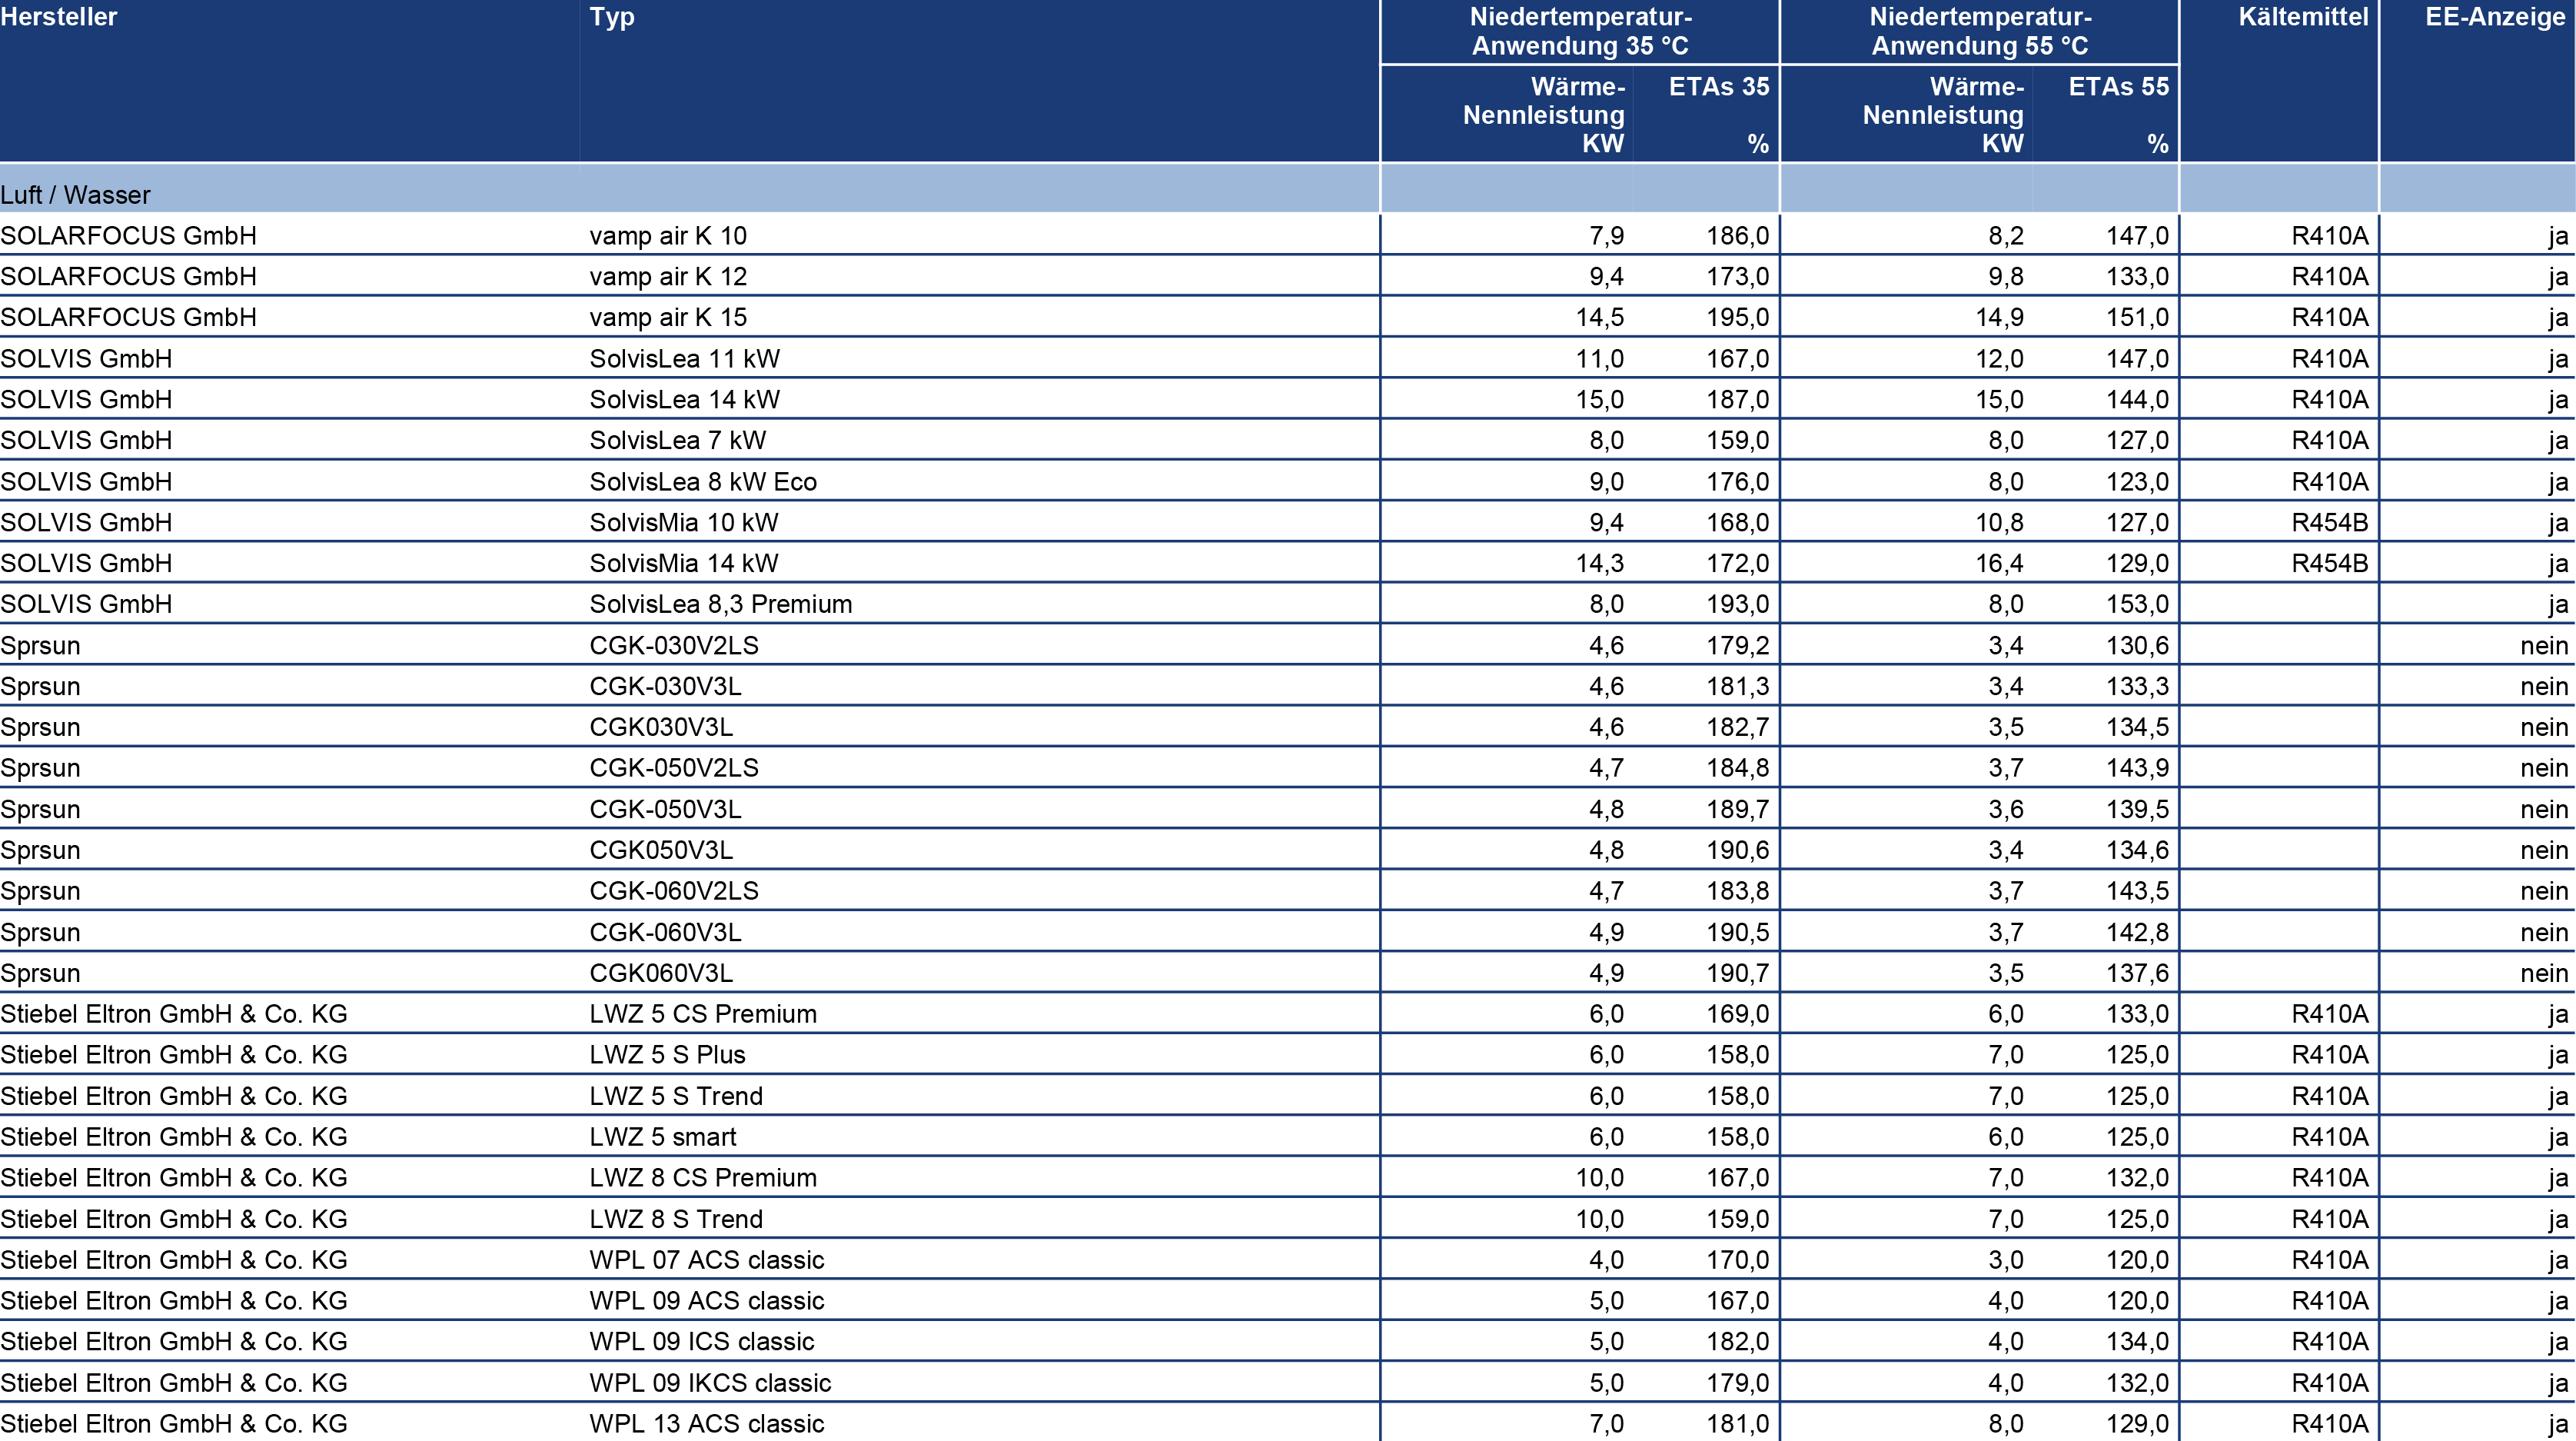 Hersteller Typ Niedertemperatur- Niedertemperatur- Kältemittel EE-Anzeige
Anwendung 35 °C Anwendung 55 °C
Wärme- ETAs 35 Wärme- ETAs 55
Nennleistung Nennleistung
KW % KW %
Luft / Wasser
SOLARFOCUS GmbH vamp air K 10 7,9 186,0 8,2 147,0 R410A ja
SOLARFOCUS GmbH vamp air K 12 9,4 173,0 9,8 133,0 R410A ja
SOLARFOCUS GmbH vamp air K 15 14,5 195,0 14,9 151,0 R410A ja
SOLVIS GmbH SolvisLea 11 kW 11,0 167,0 12,0 147,0 R410A ja
SOLVIS GmbH SolvisLea 14 kW 15,0 187,0 15,0 144,0 R410A ja
SOLVIS GmbH SolvisLea 7 kW 8,0 159,0 8,0 127,0 R410A ja
SOLVIS GmbH SolvisLea 8 kW Eco 9,0 176,0 8,0 123,0 R410A ja
SOLVIS GmbH SolvisMia 10 kW 9,4 168,0 10,8 127,0 R454B ja
SOLVIS GmbH SolvisMia 14 kW 14,3 172,0 16,4 129,0 R454B ja
SOLVIS GmbH SolvisLea 8,3 Premium 8,0 193,0 8,0 153,0 ja
Sprsun CGK-030V2LS 4,6 179,2 3,4 130,6 nein
Sprsun CGK-030V3L 4,6 181,3 3,4 133,3 nein
Sprsun CGK030V3L 4,6 182,7 3,5 134,5 nein
Sprsun CGK-050V2LS 4,7 184,8 3,7 143,9 nein
Sprsun CGK-050V3L 4,8 189,7 3,6 139,5 nein
Sprsun CGK050V3L 4,8 190,6 3,4 134,6 nein
Sprsun CGK-060V2LS 4,7 183,8 3,7 143,5 nein
Sprsun CGK-060V3L 4,9 190,5 3,7 142,8 nein
Sprsun CGK060V3L 4,9 190,7 3,5 137,6 nein
Stiebel Eltron GmbH & Co. KG LWZ 5 CS Premium 6,0 169,0 6,0 133,0 R410A ja
Stiebel Eltron GmbH & Co. KG LWZ 5 S Plus 6,0 158,0 7,0 125,0 R410A ja
Stiebel Eltron GmbH & Co. KG LWZ 5 S Trend 6,0 158,0 7,0 125,0 R410A ja
Stiebel Eltron GmbH & Co. KG LWZ 5 smart 6,0 158,0 6,0 125,0 R410A ja
Stiebel Eltron GmbH & Co. KG LWZ 8 CS Premium 10,0 167,0 7,0 132,0 R410A ja
Stiebel Eltron GmbH & Co. KG LWZ 8 S Trend 10,0 159,0 7,0 125,0 R410A ja
Stiebel Eltron GmbH & Co. KG WPL 07 ACS classic 4,0 170,0 3,0 120,0 R410A ja
Stiebel Eltron GmbH & Co. KG WPL 09 ACS classic 5,0 167,0 4,0 120,0 R410A ja
Stiebel Eltron GmbH & Co. KG WPL 09 ICS classic 5,0 182,0 4,0 134,0 R410A ja
Stiebel Eltron GmbH & Co. KG WPL 09 IKCS classic 5,0 179,0 4,0 132,0 R410A ja
Stiebel Eltron GmbH & Co. KG WPL 13 ACS classic 7,0 181,0 8,0 129,0 R410A ja